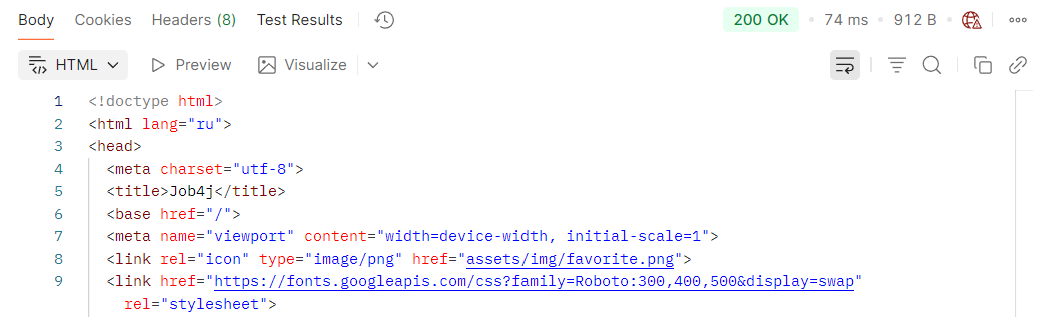 Body Cookies Headers (8) Test Results 200 OK • 74 ms • 912 B
HTML Preview Visualize
1 <!doctype html>
2 <html lang="ru">
3 <head>
4 <meta charset="utf-8">
5 <title>Job4j</title>
6 <base href="/">
7 <meta name="viewport" content="width=device-width, initial-scale=1">
8 <link rel="icon" type="image/png" href="assets/img/favorite.png">
9 <link href="https://fonts.googleapis.com/css?family=Roboto:300,400,500&display=swap"
rel="stylesheet">